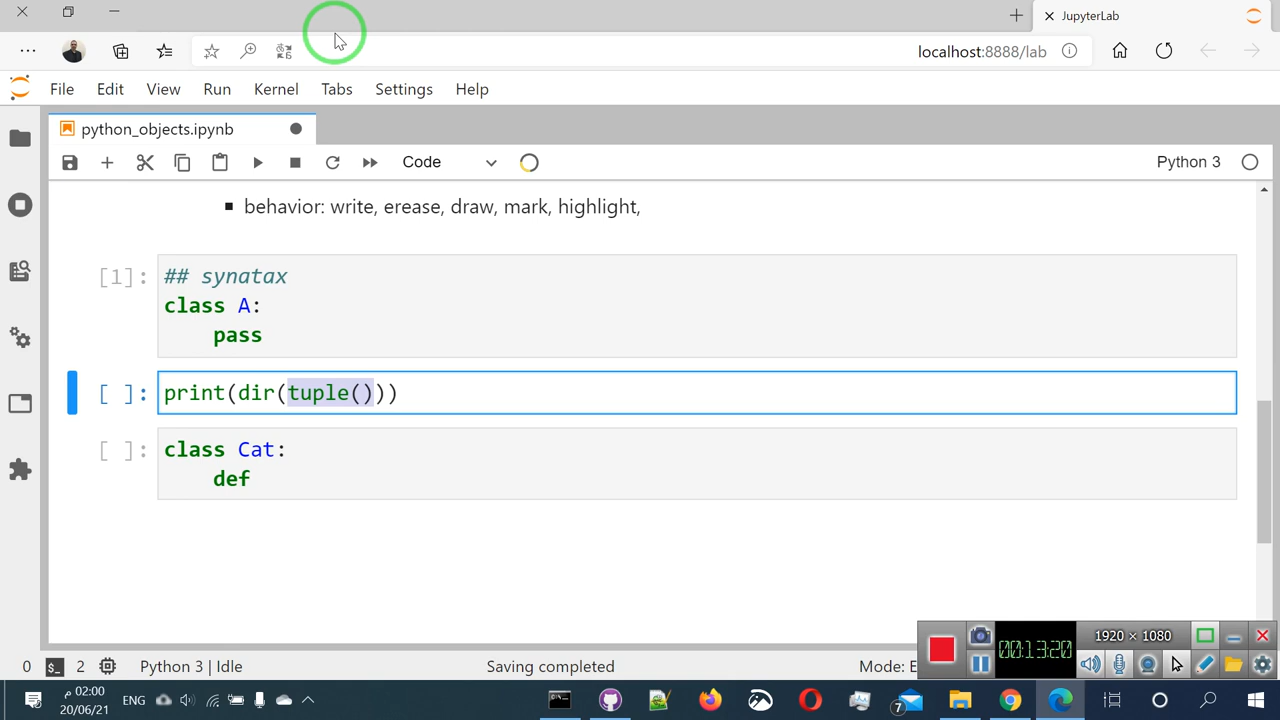 JupyterLab
localhost:8888/lab
File Edit View Run Kernel Tabs Settings Help
python_objects.ipynb
Code
Python 3
behavior: write, erease, draw, mark, highlight,
[1]:
## synatax
class A:
pass
[ ]:
print(dir(tuple()))
[ ]:
class Cat:
def
1920 × 1080
00:13:20
0
2
Python 3 | Idle
Saving completed
Mode: E
02:00 م
20/06/21
ENG
7